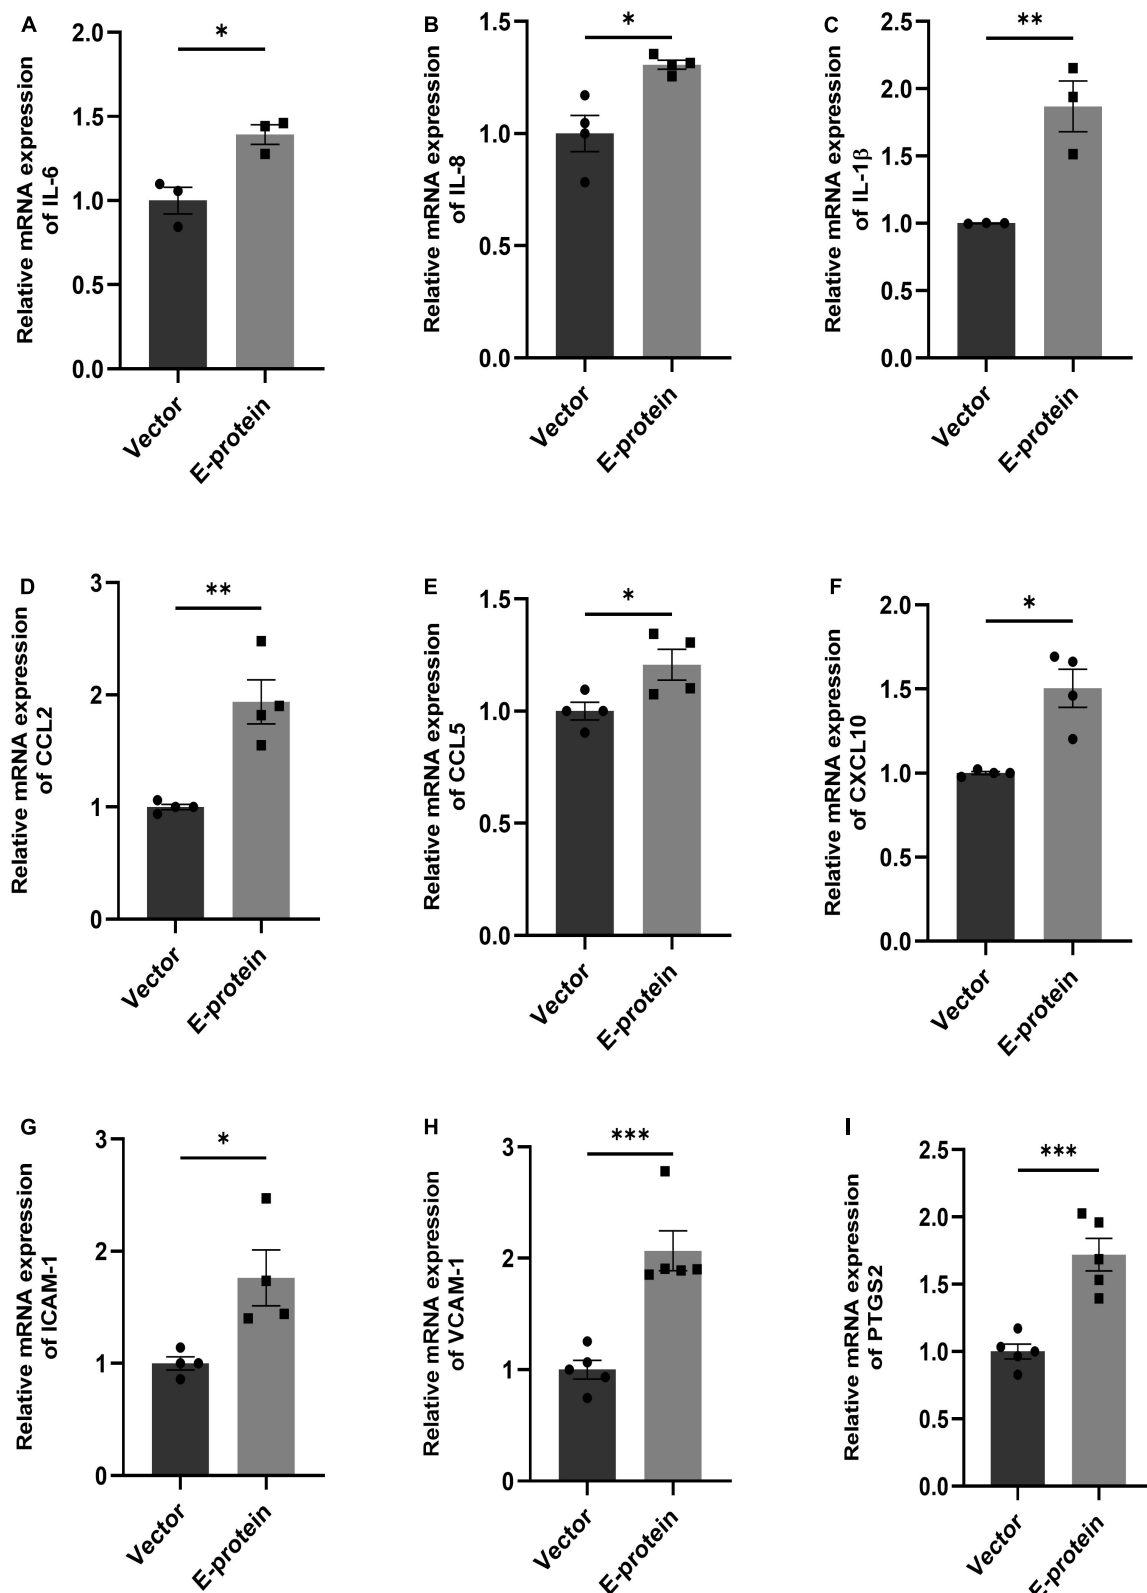 A
*
2.0
1.5
1.0
0.5
0.0
Relative mRNA expression
of IL-6
Vector
E-protein
B
*
1.5
1.0
0.5
0.0
Relative mRNA expression
of IL-8
Vector
E-protein
C
**
2.5
2.0
1.5
1.0
0.5
0.0
Relative mRNA expression
of IL-1β
Vector
E-protein
D
**
3
2
1
0
Relative mRNA expression
of CCL2
Vector
E-protein
E
*
1.5
1.0
0.5
0.0
Relative mRNA expression
of CCL5
Vector
E-protein
F
*
2.0
1.5
1.0
0.5
0.0
Relative mRNA expression
of CXCL10
Vector
E-protein
G
*
3
2
1
0
Relative mRNA expression
of ICAM-1
Vector
E-protein
H
***
3
2
1
0
Relative mRNA expression
of VCAM-1
Vector
E-protein
I
***
2.5
2.0
1.5
1.0
0.5
0.0
Relative mRNA expression
of PTGS2
Vector
E-protein